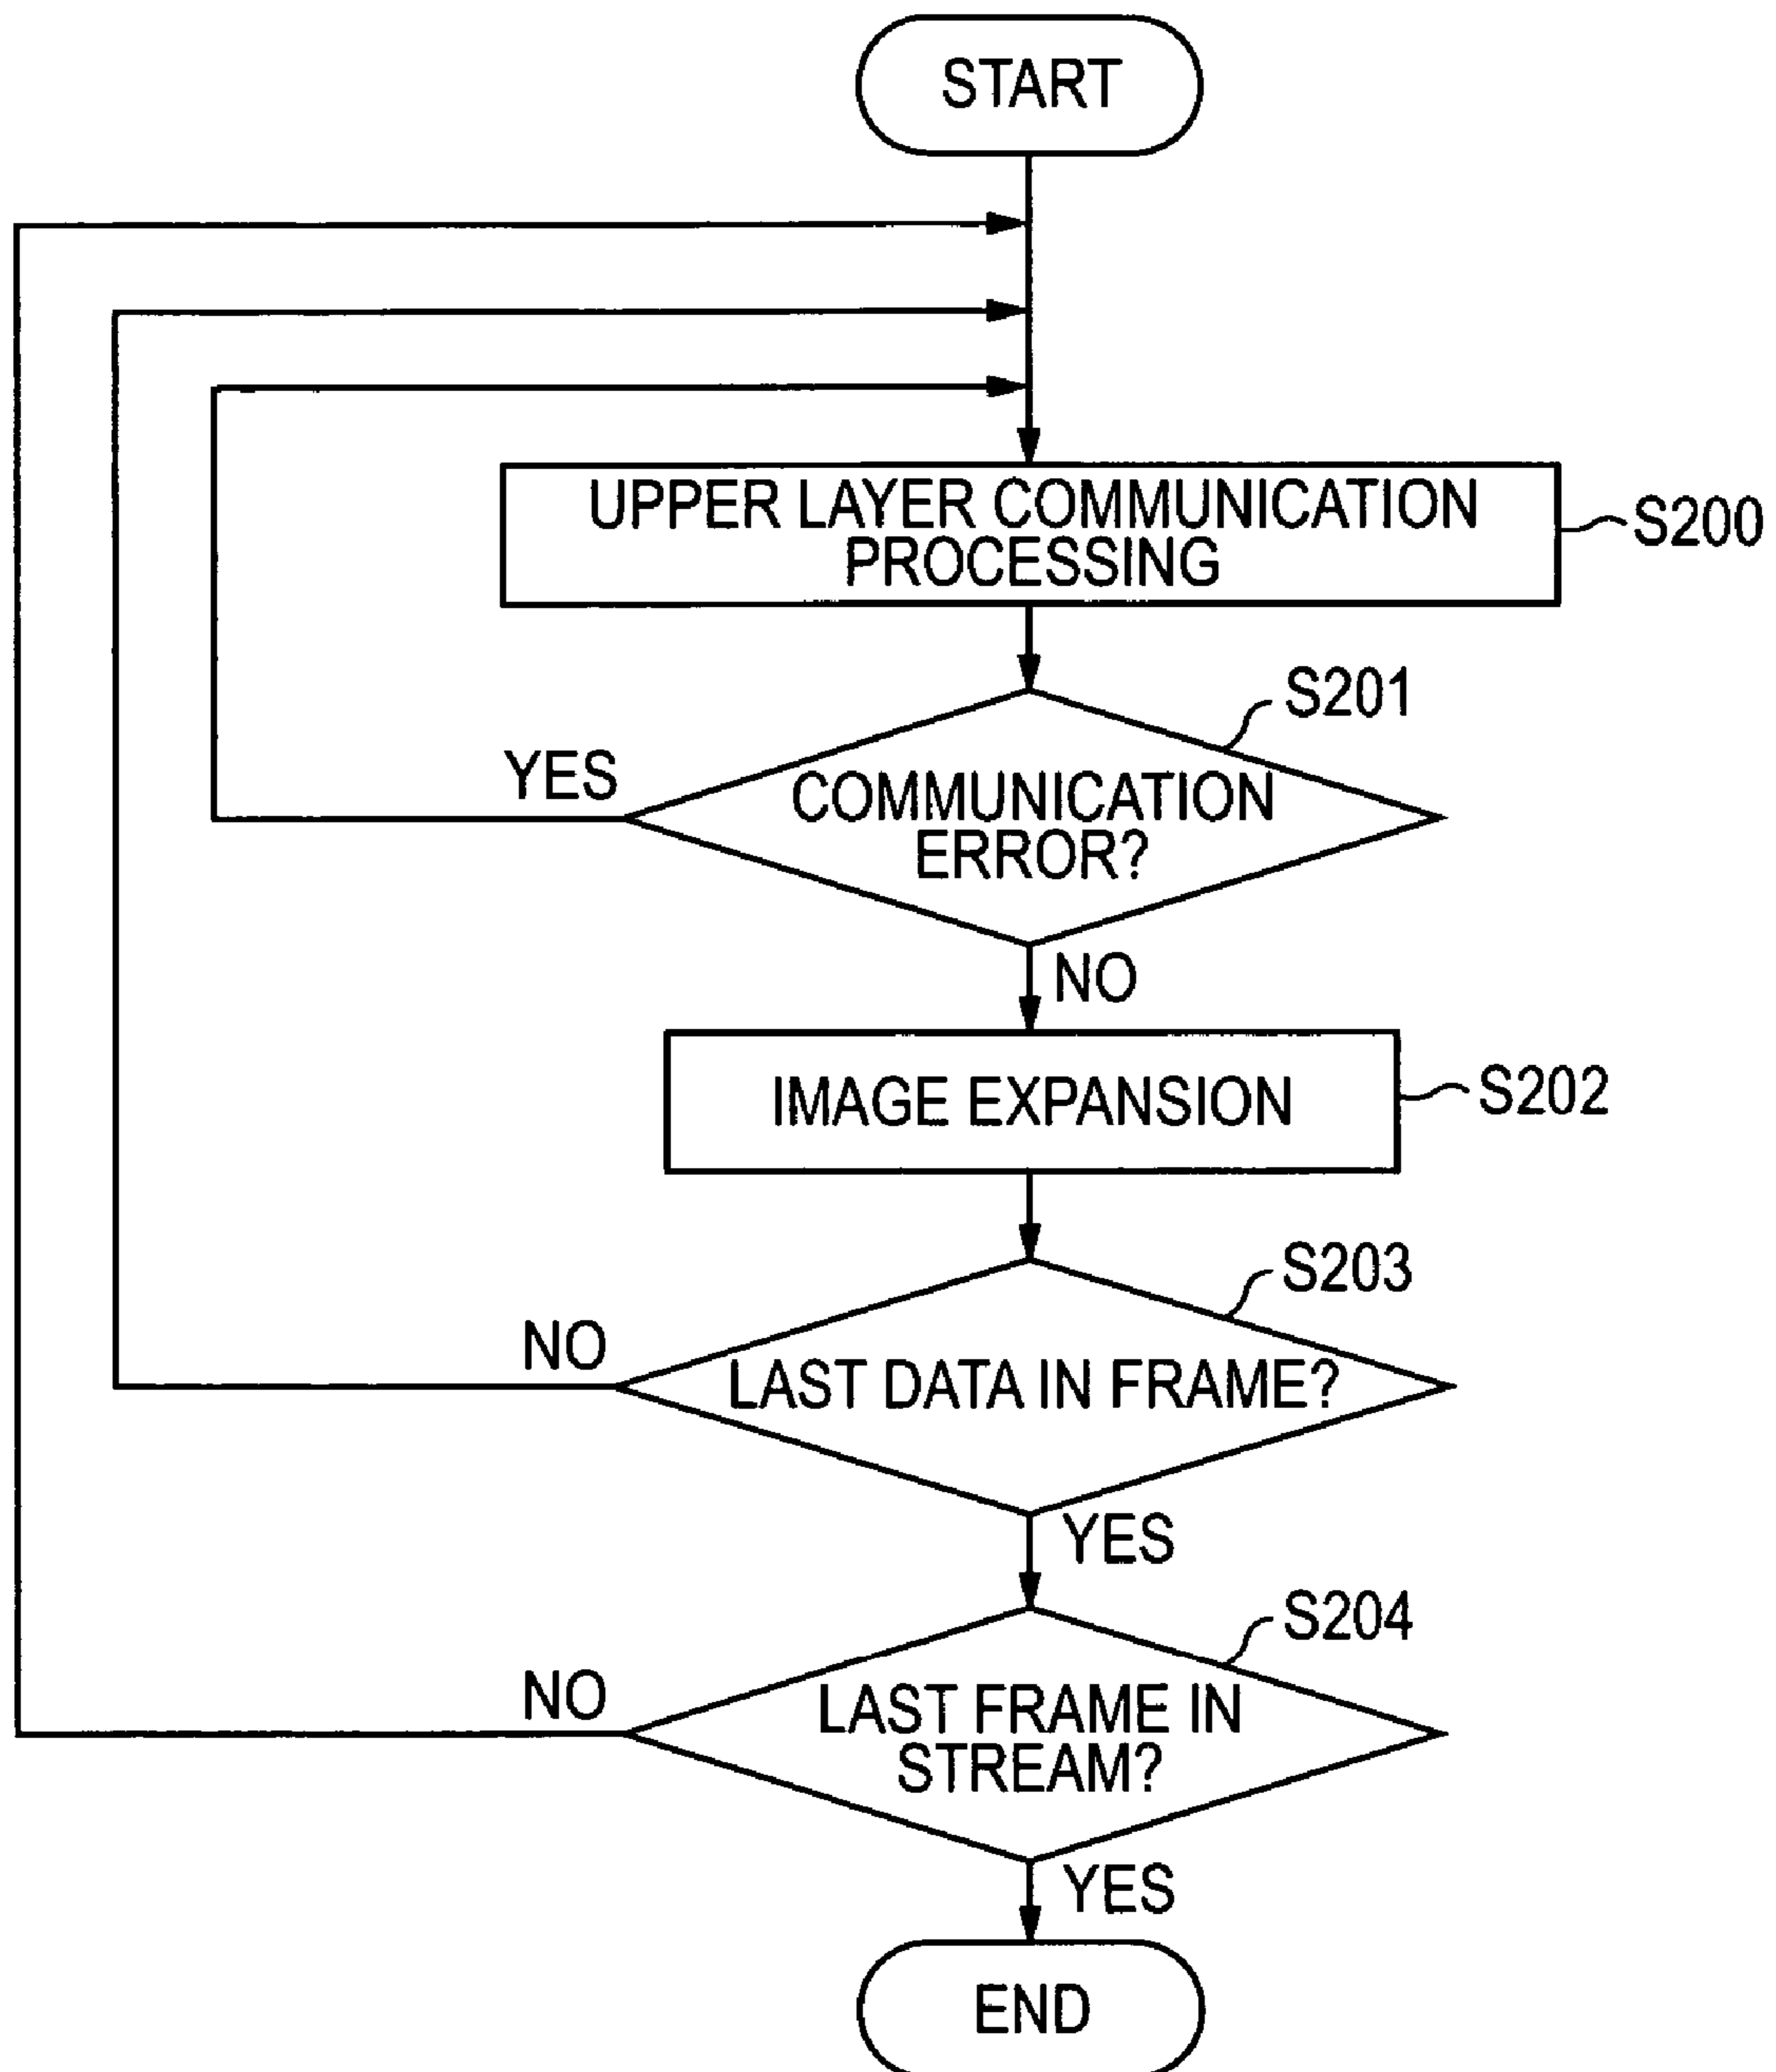 START
UPPER LAYER COMMUNICATION
PROCESSING
S200
S201
YES
COMMUNICATION
ERROR?
NO
IMAGE EXPANSION
S202
S203
NO
LAST DATA IN FRAME?
YES
S204
NO
LAST FRAME IN
STREAM?
YES
END